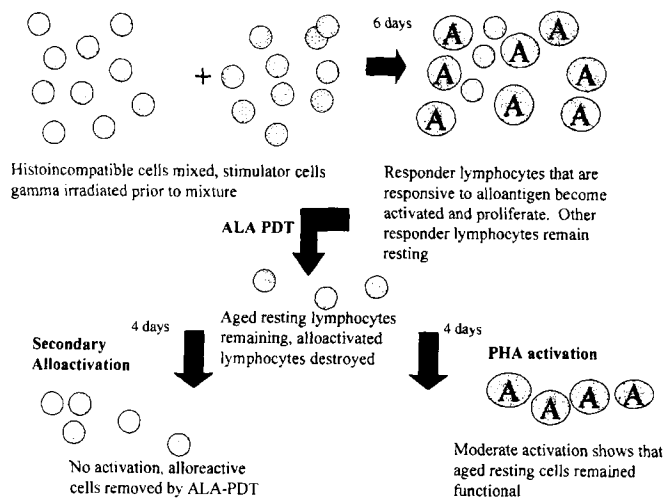 +
6 days
A A A A A A A A
Histoincompatible cells mixed, stimulator cells
gamma irradiated prior to mixture
Responder lymphocytes that are
responsive to alloantigen become
activated and proliferate. Other
responder lymphocytes remain
resting
ALA PDT
Aged resting lymphocytes
remaining, alloactivated
lymphocytes destroyed
Secondary
Alloactivation
4 days
4 days
PHA activation
A A A A
No activation, alloreactive
cells removed by ALA-PDT
Moderate activation shows that
aged resting cells remained
functional